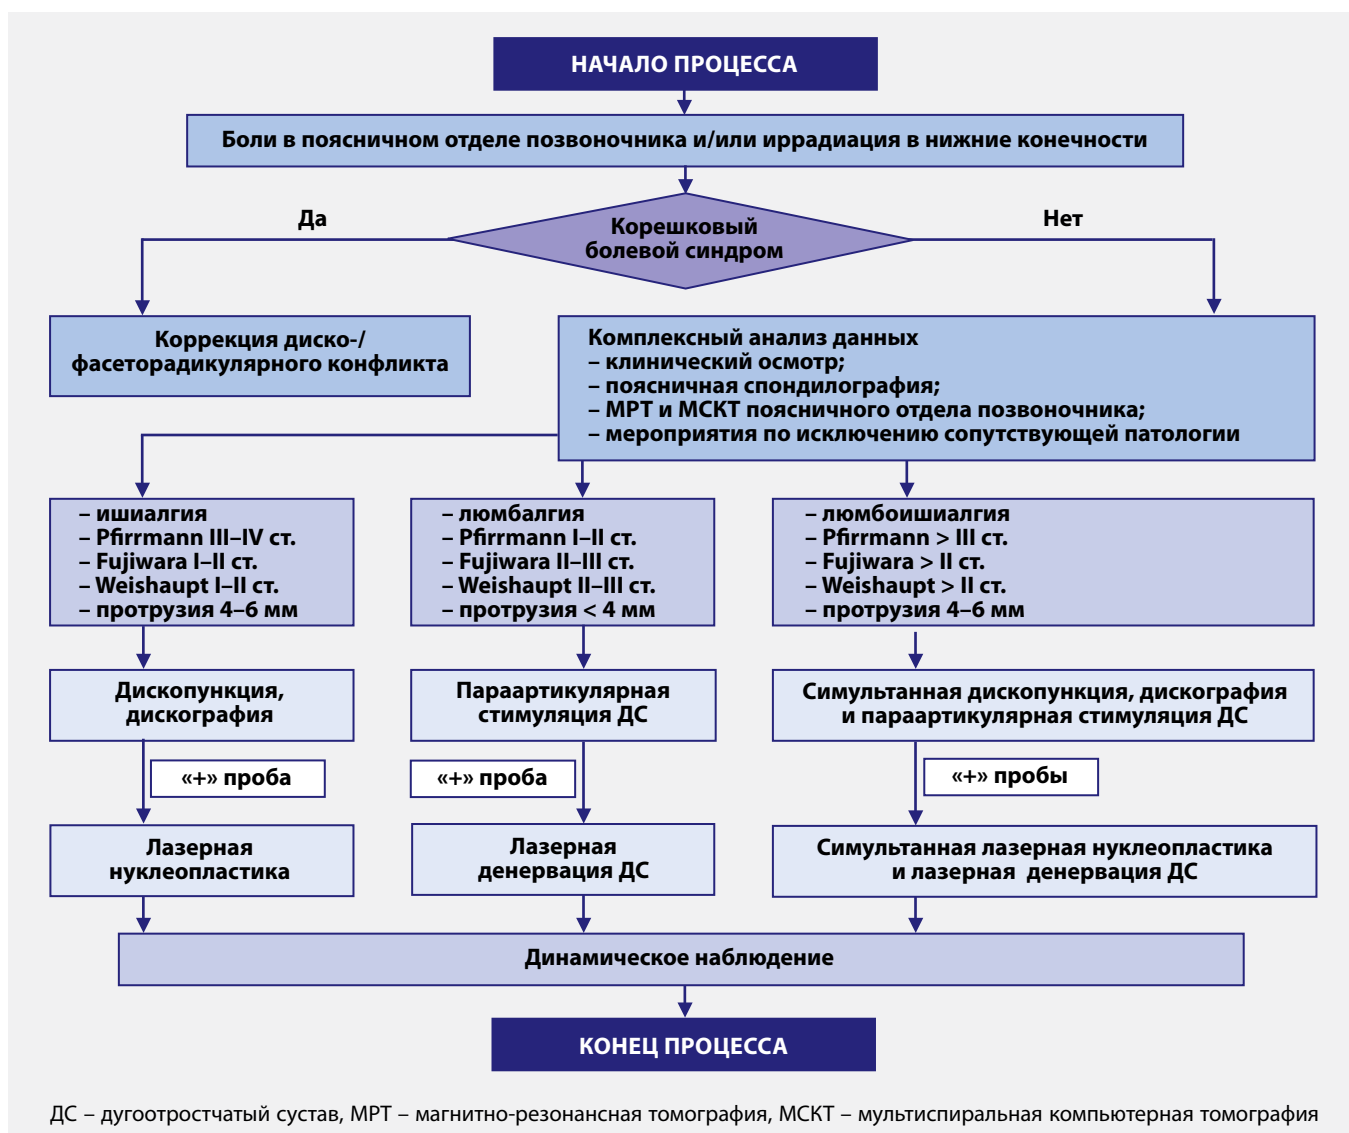 НАЧАЛО ПРОЦЕССА
Боли в поясничном отделе позвоночника и/или иррадиация в нижние конечности
Да
Корешковый
болевой синдром
Нет
Коррекция диско-/
фасеторадикулярного конфликта
Комплексный анализ данных
– клинический осмотр;
– поясничная спондилография;
– МРТ и МСКТ поясничного отдела позвоночника;
– мероприятия по исключению сопутствующей патологии
– ишиалгия
– Pfirrmann III–IV ст.
– Fujiwara I–II ст.
– Weishaupt I–II ст.
– протрузия 4–6 мм
– люмбалгия
– Pfirrmann I–II ст.
– Fujiwara II–III ст.
– Weishaupt II–III ст.
– протрузия < 4 мм
– люмбоишиалгия
– Pfirrmann > III ст.
– Fujiwara > II ст.
– Weishaupt > II ст.
– протрузия 4–6 мм
Дископункция,
дискография
Параартикулярная
стимуляция ДС
Симультанная дископункция, дискография
и параартикулярная стимуляция ДС
«+» проба
«+» проба
«+» пробы
Лазерная
нуклеопластика
Лазерная
денервация ДС
Симультанная лазерная нуклеопластика
и лазерная денервация ДС
Динамическое наблюдение
КОНЕЦ ПРОЦЕССА
ДС – дугоотростчатый сустав, МРТ – магнитно-резонансная томография, МСКТ – мультиспиральная компьютерная томография